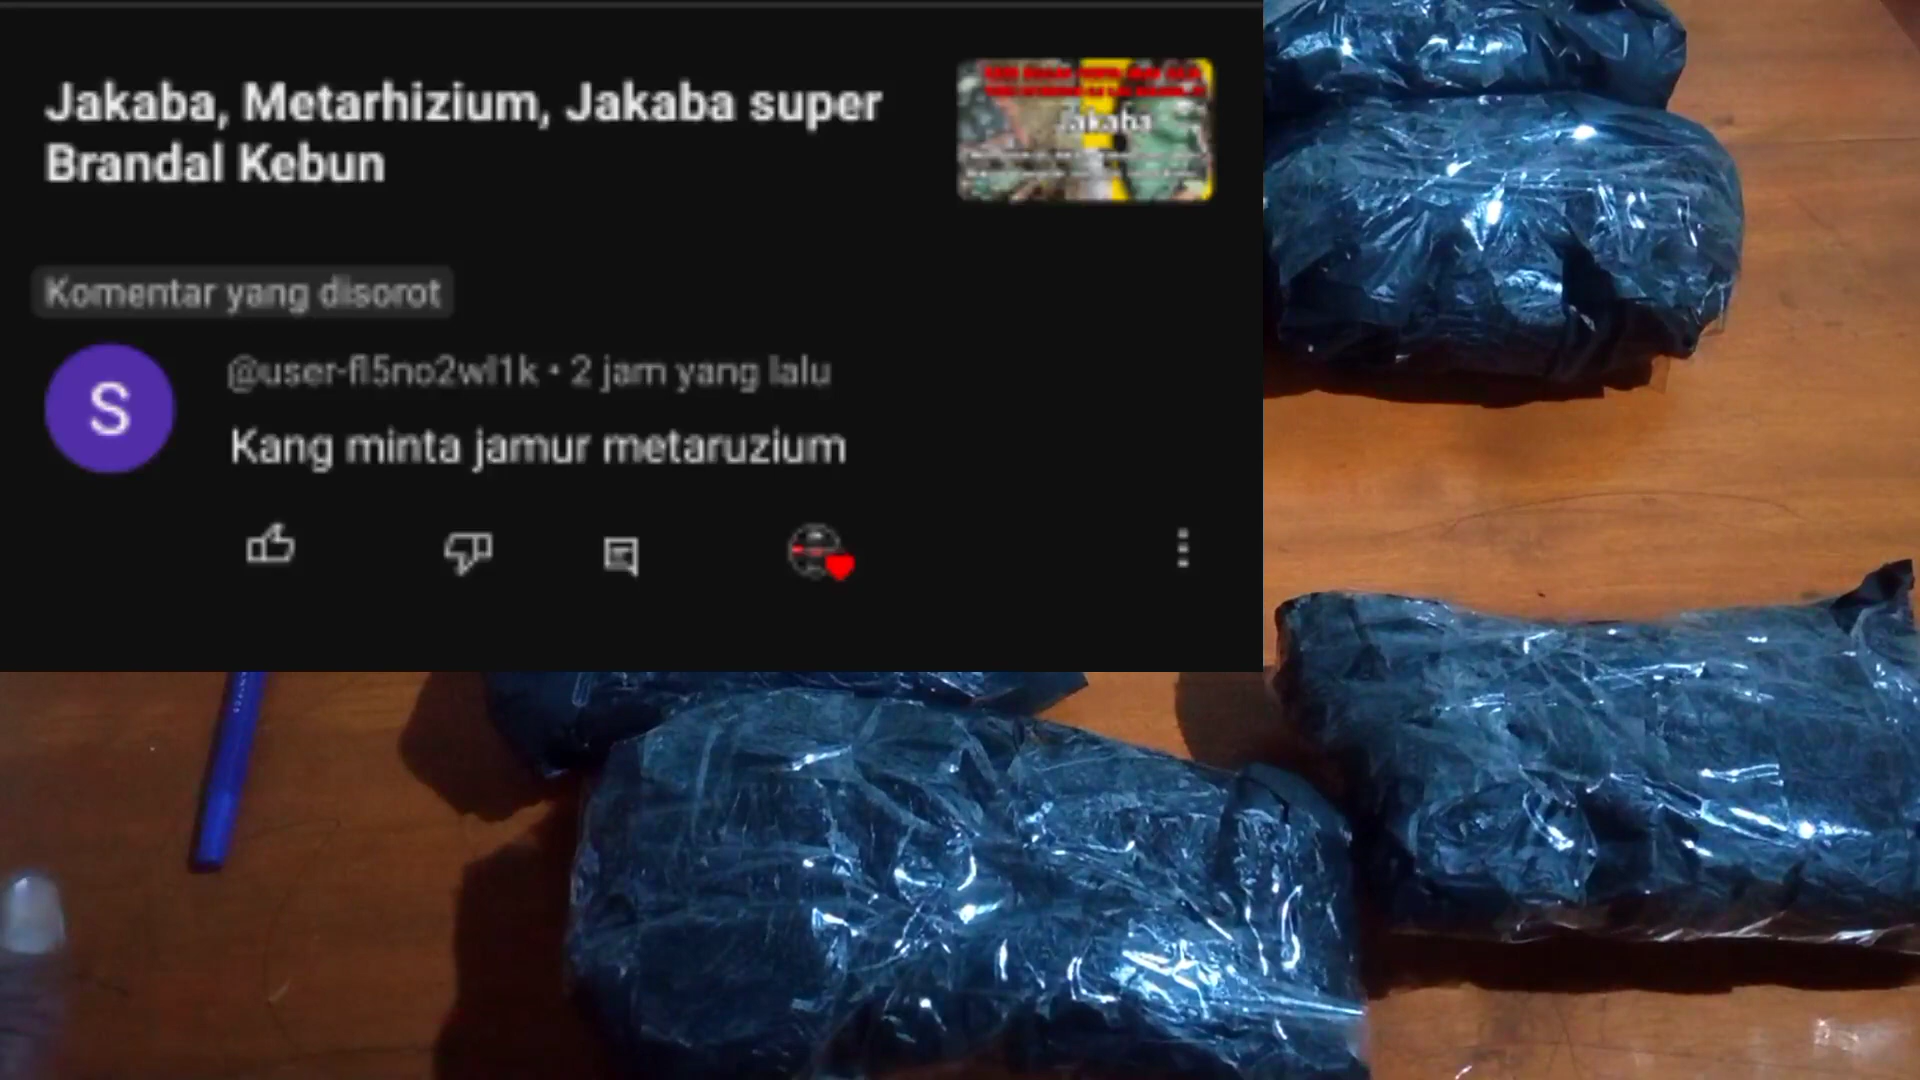 Jakaba, Metarhizium, Jakaba super
Brandal Kebun
Jakaba
Komentar yang disorot
S
@user-fl5no2wl1k • 2 jam yang lalu
Kang minta jamur metaruzium